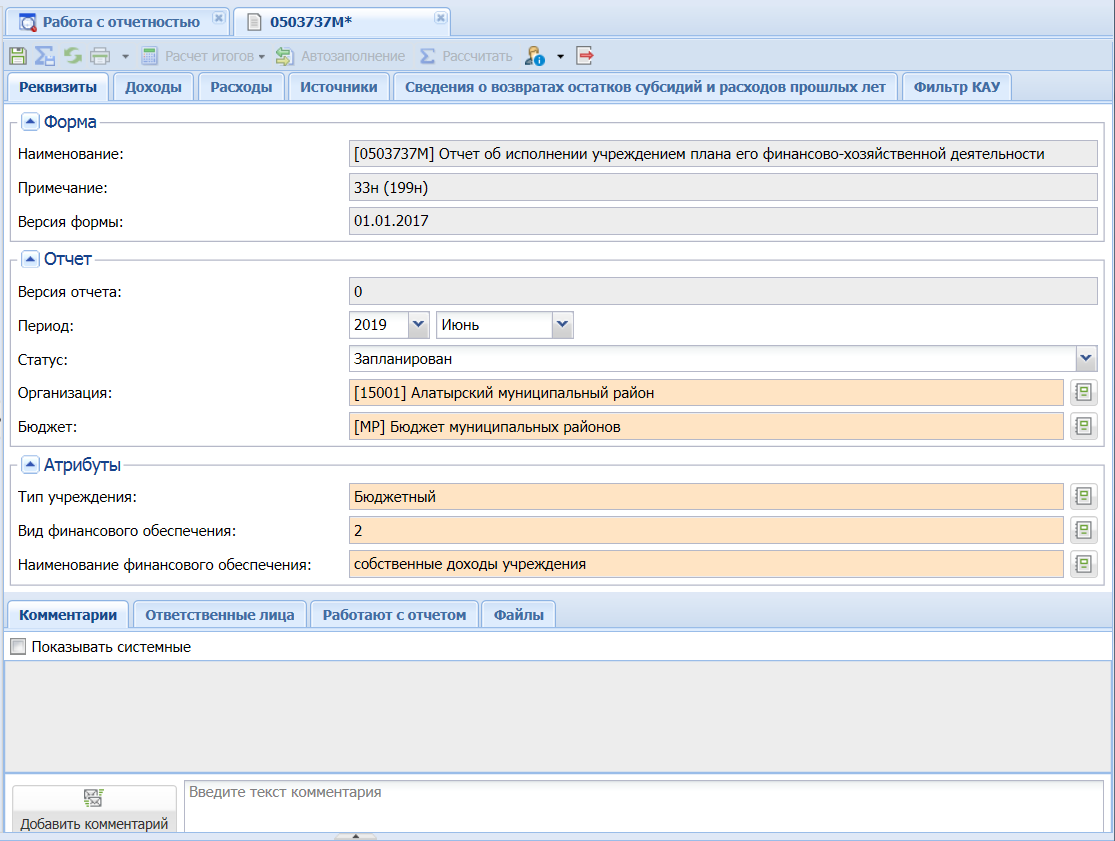 Работа с отчетностью 0503737М*
Расчет итогов Автозаполнение Рассчитать
Реквизиты Доходы Расходы Источники Сведения о возвратах остатков субсидий и расходов прошлых лет Фильтр КАУ
Форма
Наименование: [0503737М] Отчет об исполнении учреждением плана его финансово-хозяйственной деятельности
Примечание: 33н (199н)
Версия формы: 01.01.2017
Отчет
Версия отчета: 0
Период: 2019 Июнь
Статус: Запланирован
Организация: [15001] Алатырский муниципальный район
Бюджет: [МР] Бюджет муниципальных районов
Атрибуты
Тип учреждения: Бюджетный
Вид финансового обеспечения: 2
Наименование финансового обеспечения: собственные доходы учреждения
Комментарии Ответственные лица Работают с отчетом Файлы
Показывать системные
Введите текст комментария
Добавить комментарий